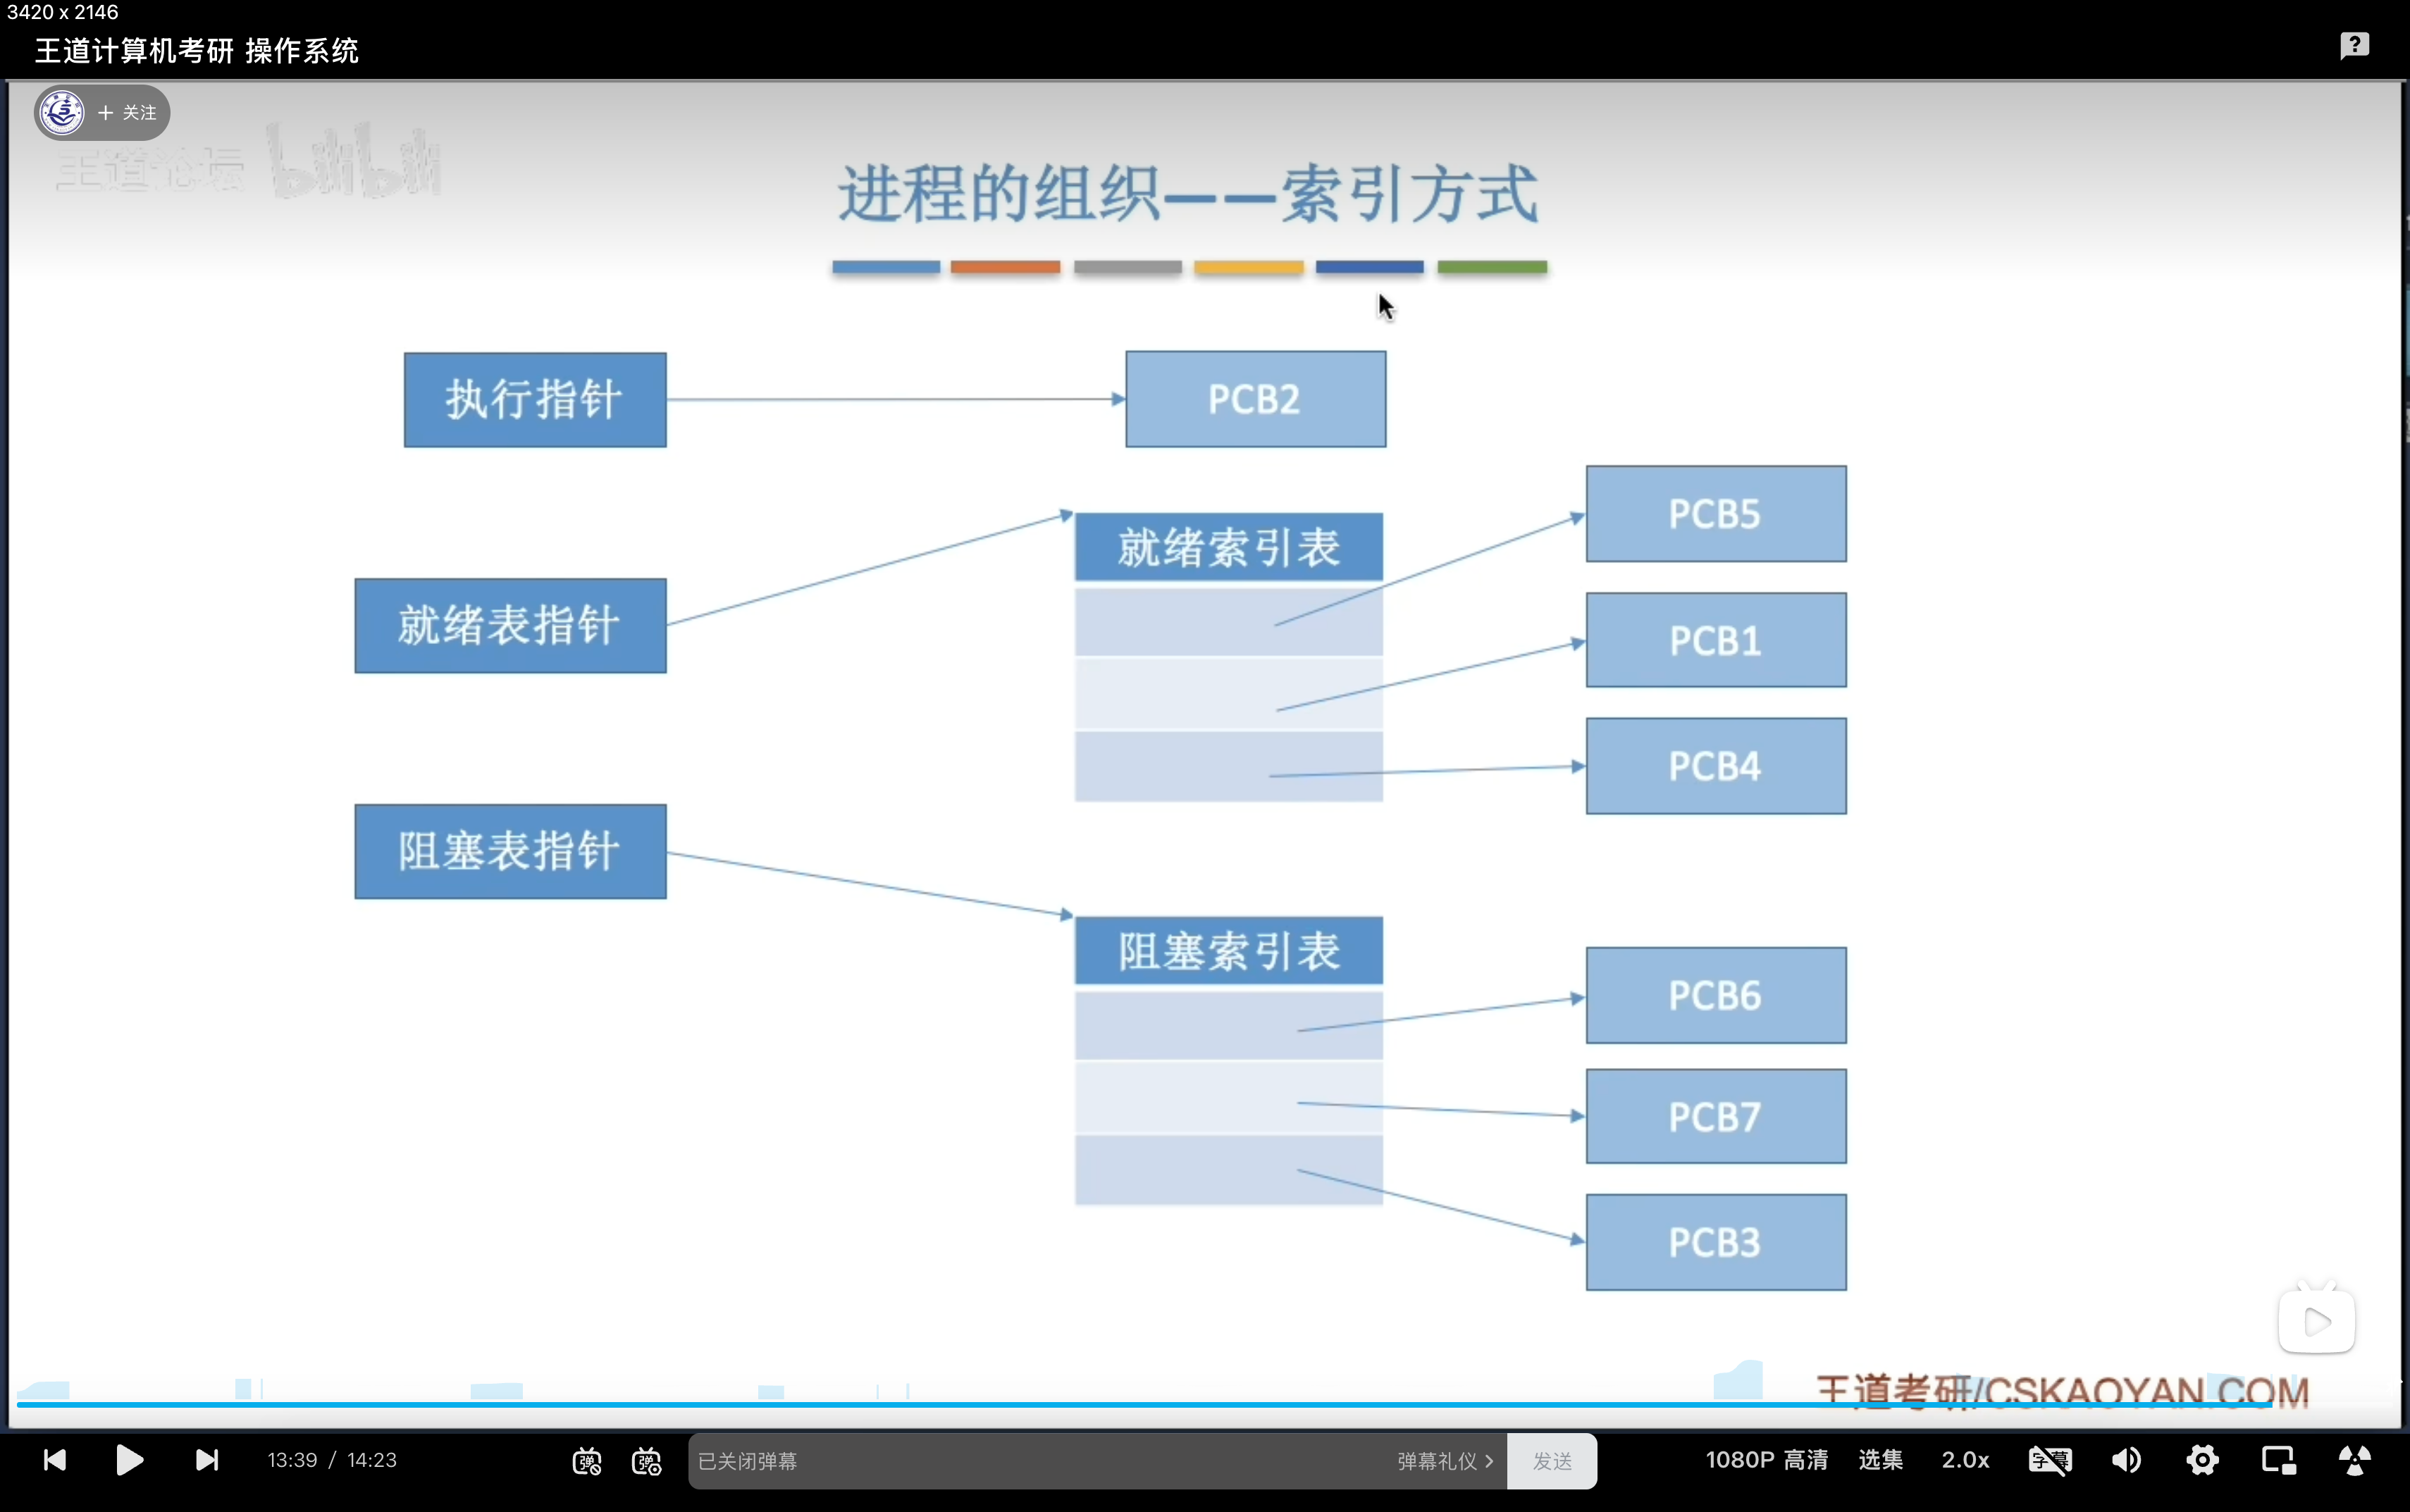 3420 x 2146
王道计算机考研 操作系统
+ 关注
王道论坛 bilibili
进程的组织——索引方式
执行指针
PCB2
PCB5
就绪索引表
就绪表指针
PCB1
PCB4
阻塞表指针
阻塞索引表
PCB6
PCB7
PCB3
王道考研/CSKAOYAN.COM
13:39 / 14:23
弹
弹
已关闭弹幕
弹幕礼仪 >
发送
1080P 高清
选集
2.0x
字幕